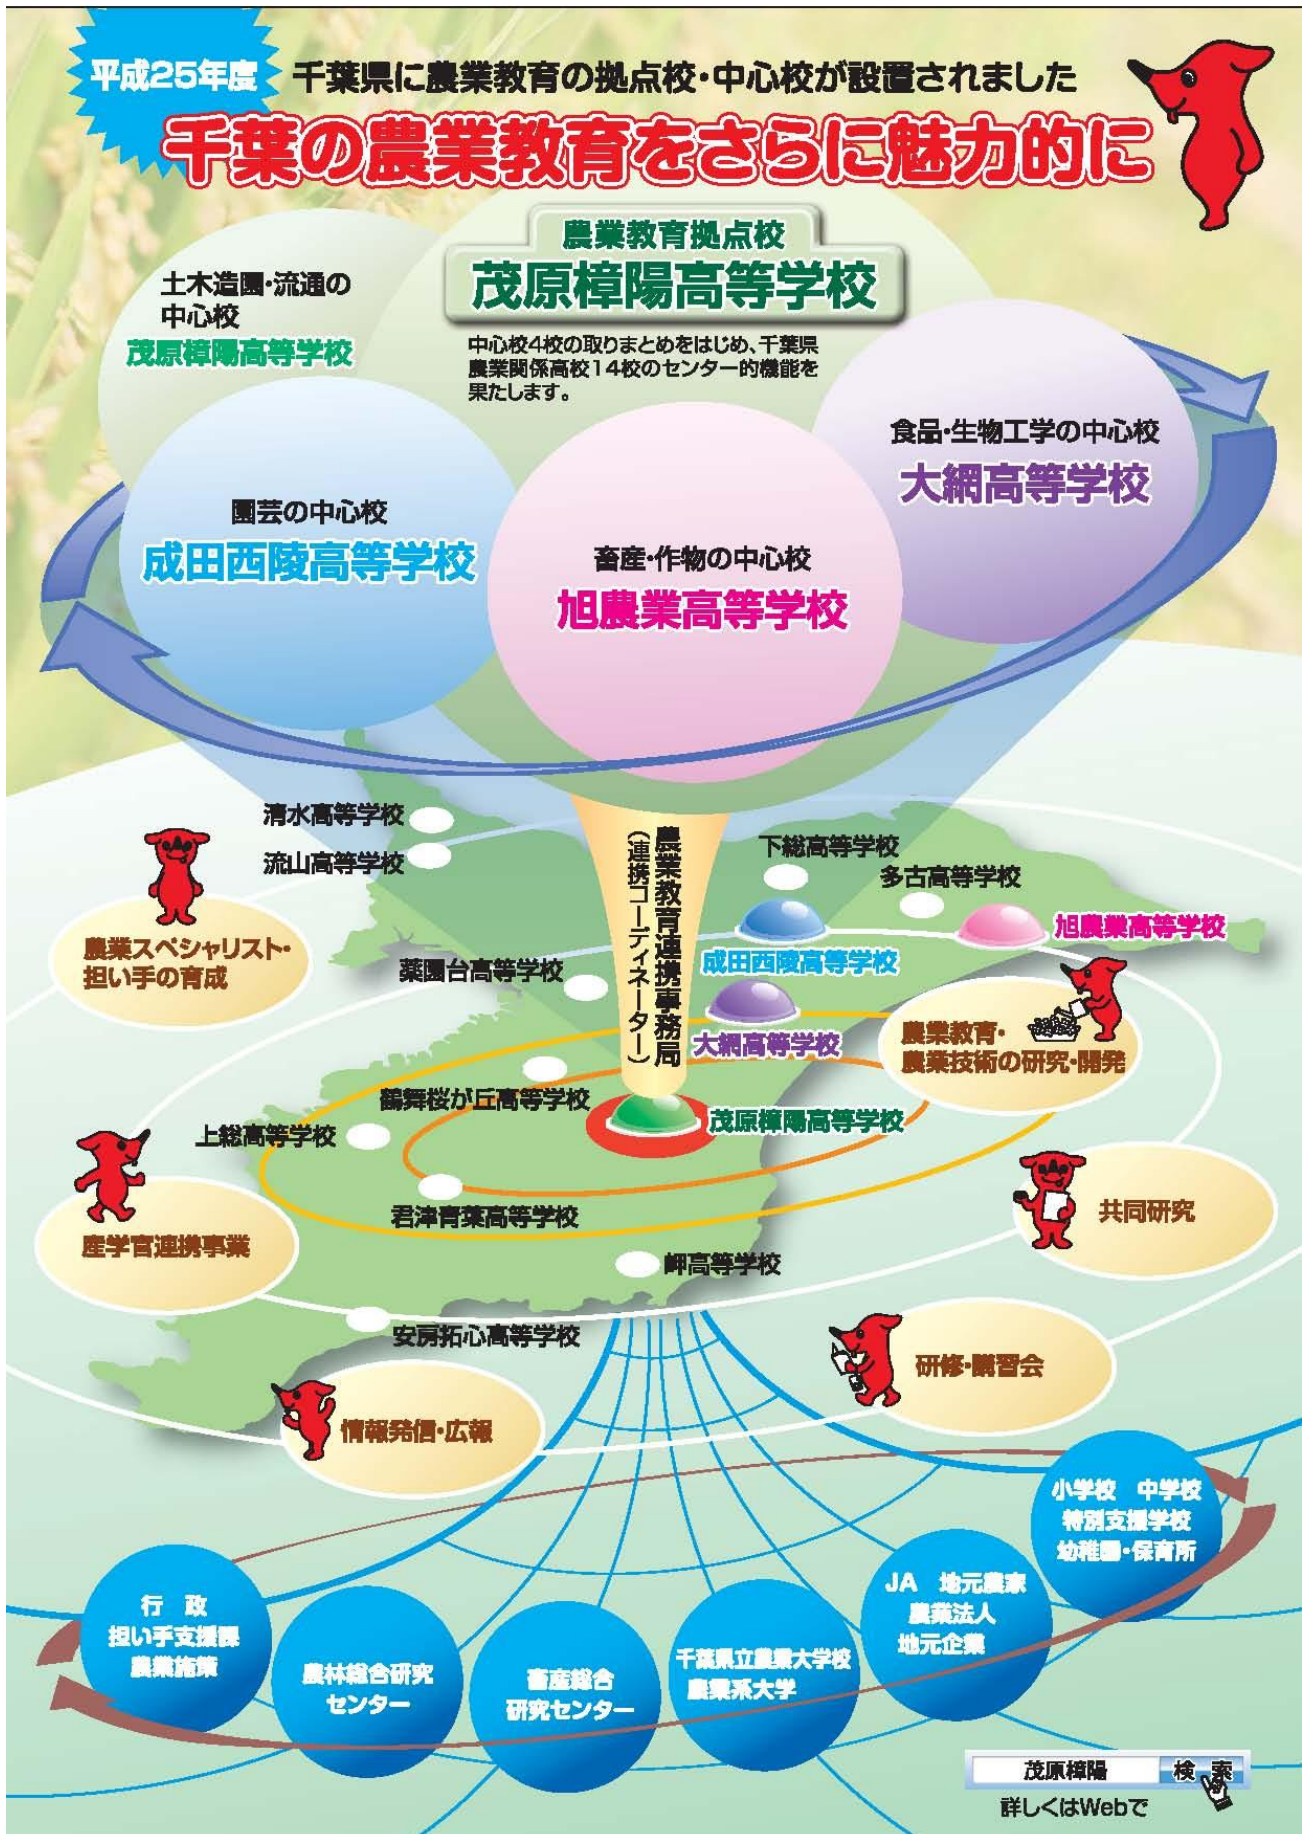 平成25年度
千葉県に農業教育の拠点校・中心校が設置されました
千葉の農業教育をさらに魅力的に
農業教育拠点校
茂原樟陽高等学校
中心校4校の取りまとめをはじめ、千葉県
農業関係高校14校のセンター的機能を
果たします。
土木造園・流通の
中心校
茂原樟陽高等学校
食品・生物工学の中心校
大網高等学校
園芸の中心校
成田西陵高等学校
畜産・作物の中心校
旭農業高等学校
農業教育連携事務局
（連携コーディネーター）
清水高等学校
流山高等学校
下総高等学校
多古高等学校
旭農業高等学校
成田西陵高等学校
薬園台高等学校
大網高等学校
鶴舞桜が丘高等学校
茂原樟陽高等学校
上総高等学校
君津青葉高等学校
岬高等学校
安房拓心高等学校
農業スペシャリスト・
担い手の育成
農業教育・
農業技術の研究・開発
産学官連携事業
共同研究
研修・講習会
情報発信・広報
小学校　中学校
特別支援学校
幼稚園・保育所
JA　地元農家
農業法人
地元企業
行　政
担い手支援課
農業施策
農林総合研究
センター
畜産総合
研究センター
千葉県立農業大学校
農業系大学
茂原樟陽
検　索
詳しくはWebで